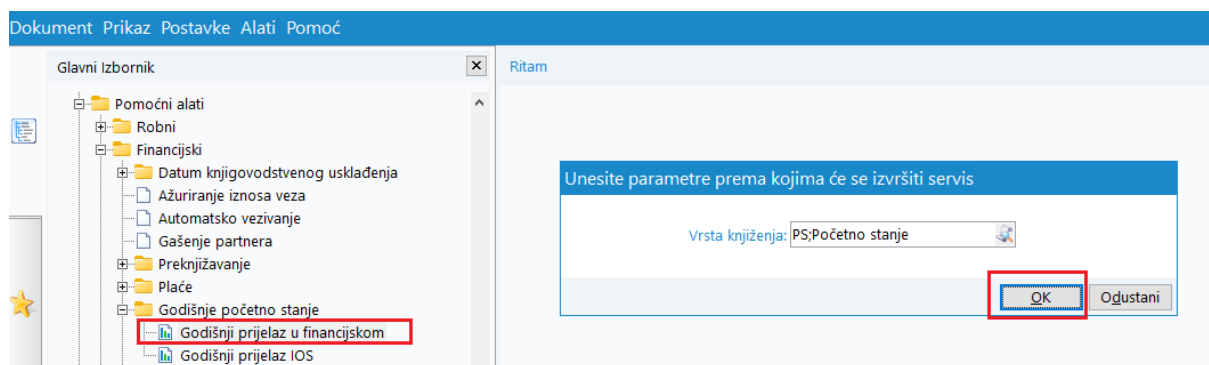 Dokument Prikaz Postavke Alati Pomoć
Glavni Izbornik
Pomoćni alati
Robni
Financijski
Datum knjigovodstvenog usklađenja
Ažuriranje iznosa veza
Automatsko vezivanje
Gašenje partnera
Preknjižavanje
Plaće
Godišnje početno stanje
Godišnji prijelaz u financijskom
Godišnji prijelaz IOS
Ritam
Unesite parametre prema kojima će se izvršiti servis
Vrsta knjiženja: PS;Početno stanje
OK Odustani